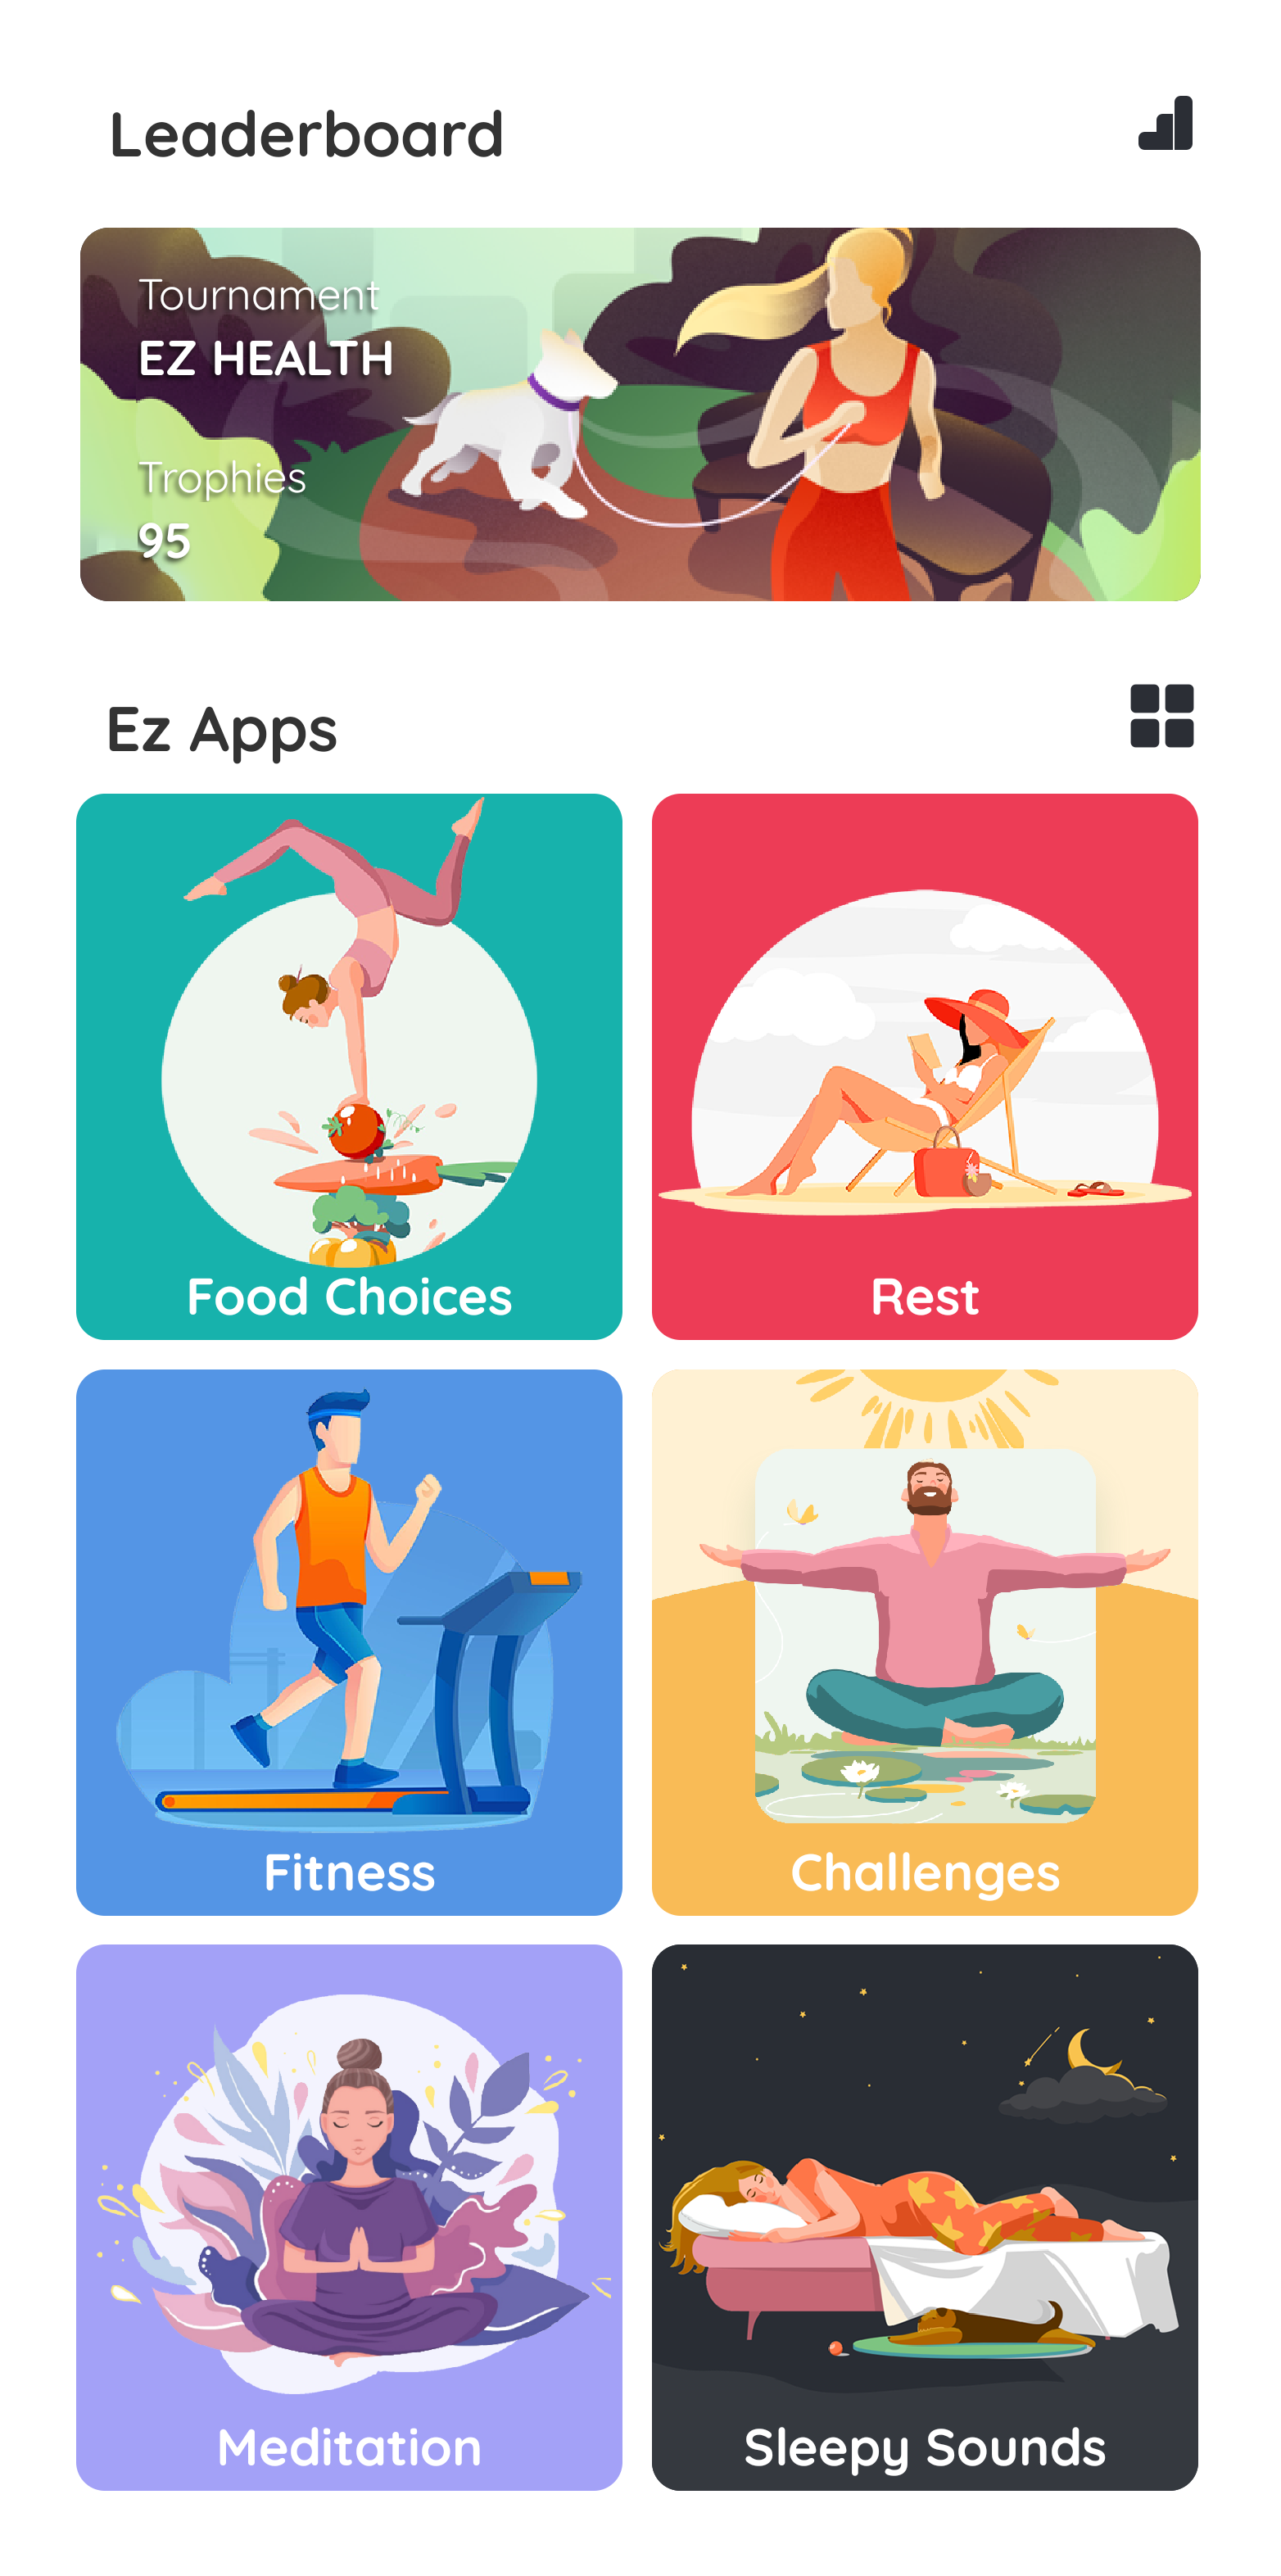 Leaderboard
Tournament
EZ HEALTH
Trophies
95
Ez Apps
Food Choices
Rest
Fitness
Challenges
Meditation
Sleepy Sounds